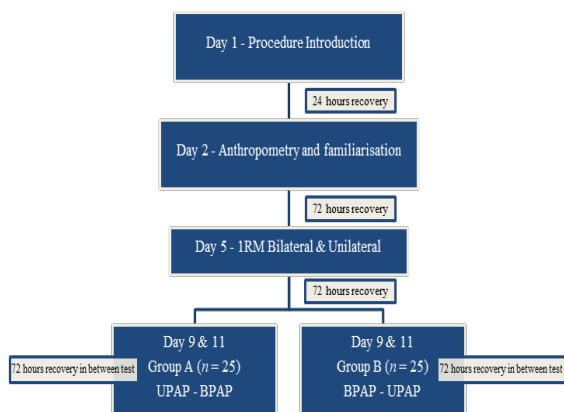 Day 1 - Procedure Introduction
24 hours recovery
Day 2 - Anthropometry and familiarisation
72 hours recovery
Day 5 - 1RM Bilateral & Unilateral
72 hours recovery
72 hours recovery in between test
Day 9 & 11
Group A (n = 25)
UPAP - BPAP
Day 9 & 11
Group B (n = 25)
BPAP - UPAP
72 hours recovery in between test